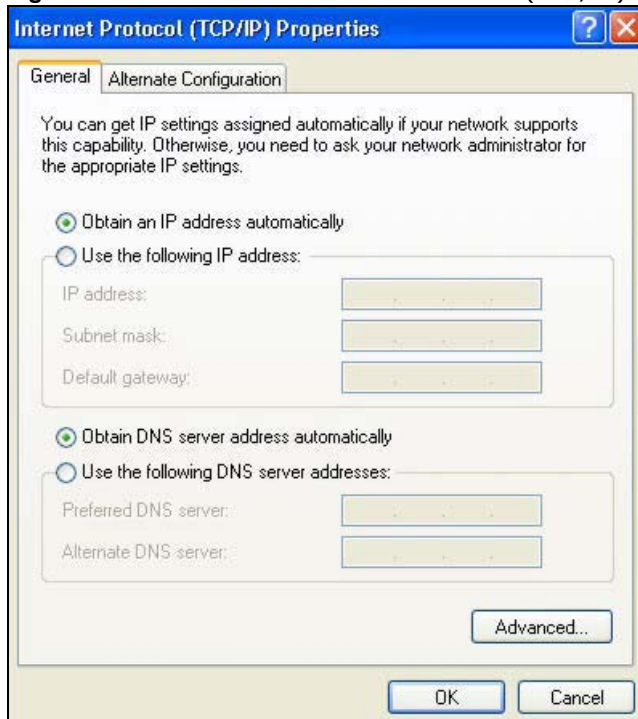 Internet Protocol (TCP/IP) Properties
General
Alternate Configuration
You can get IP settings assigned automatically if your network supports
this capability. Otherwise, you need to ask your network administrator for
the appropriate IP settings.
Obtain an IP address automatically
Use the following IP address:
IP address:
Subnet mask:
Default gateway:
Obtain DNS server address automatically
Use the following DNS server addresses:
Preferred DNS server:
Alternate DNS server:
Advanced...
OK
Cancel